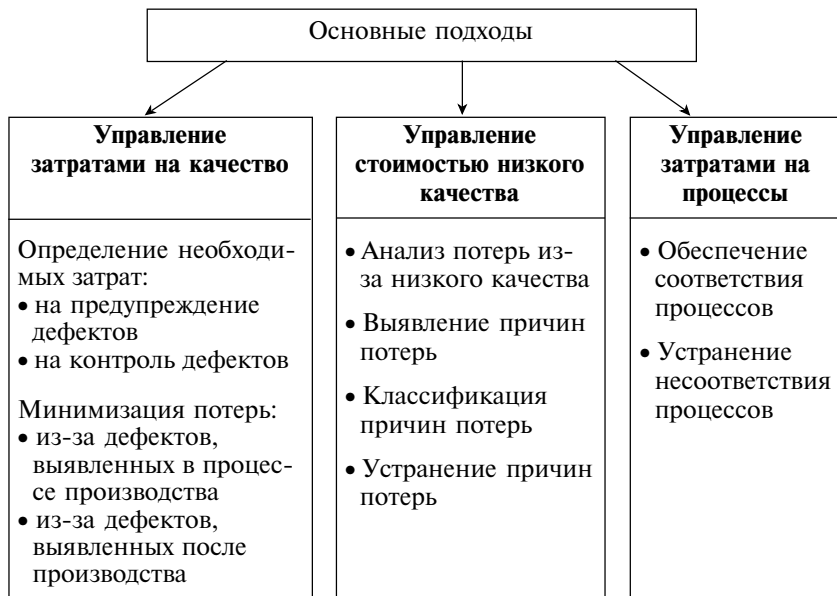 Основные подходы
Управление
затратами на качество
Определение необходи-
мых затрат:
• на предупреждение
дефектов
• на контроль дефектов
Минимизация потерь:
• из-за дефектов,
выявленных в процес-
се производства
• из-за дефектов,
выявленных после
производства
Управление
стоимостью низкого
качества
• Анализ потерь из-
за низкого качества
• Выявление причин
потерь
• Классификация
причин потерь
• Устранение причин
потерь
Управление
затратами на
процессы
• Обеспечение
соответствия
процессов
• Устранение
несоответствия
процессов